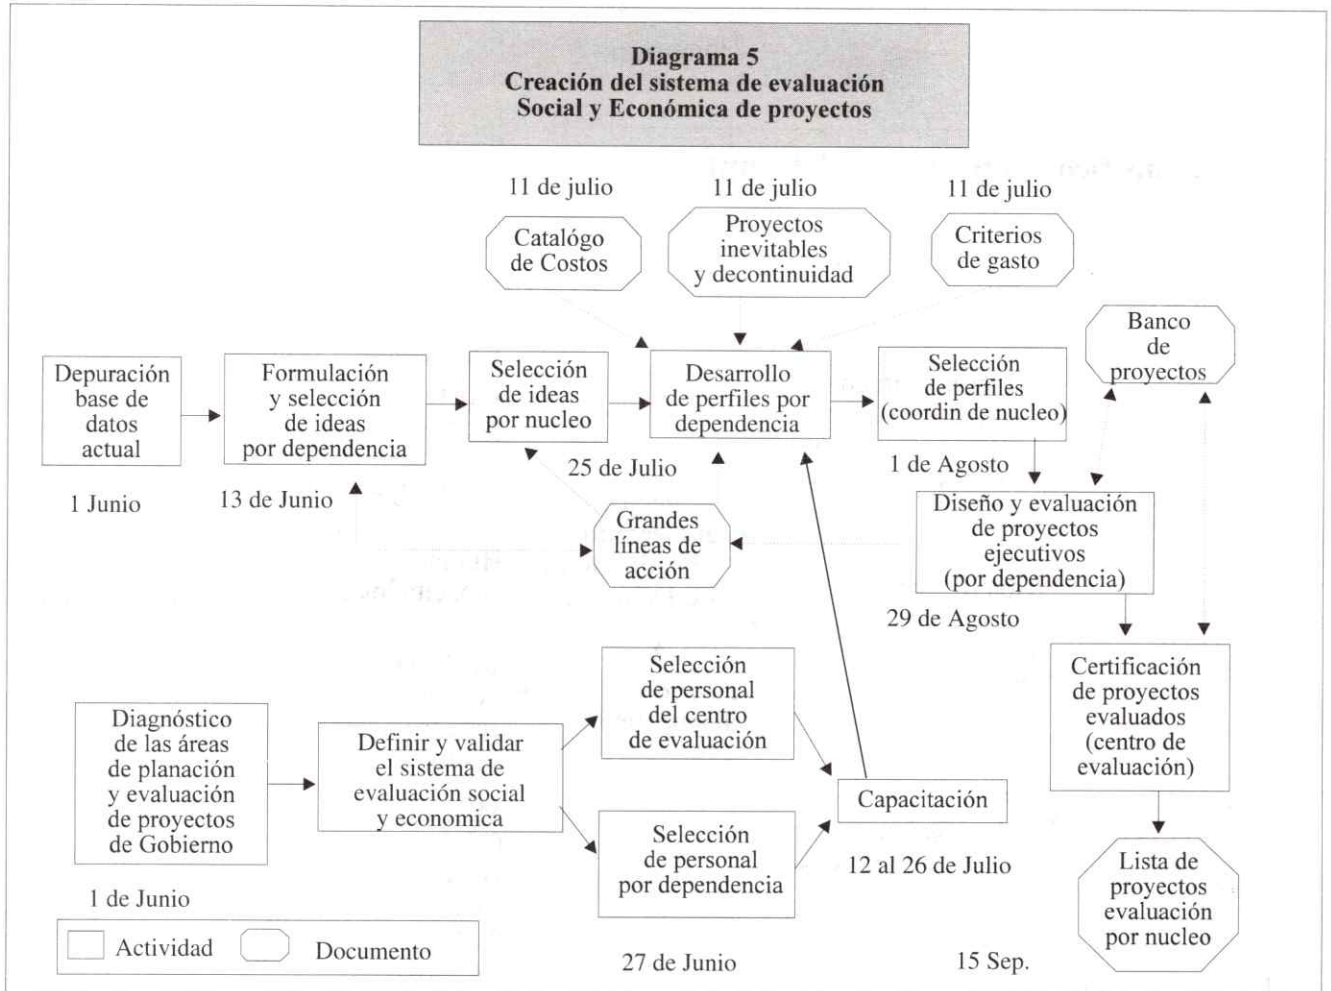 Diagrama 5
Creación del sistema de evaluación
Social y Económica de proyectos
11 de julio
11 de julio
11 de julio
Catalógo
de Costos
Proyectos
inevitables
y decontinuidad
Criterios
de gasto
Banco
de
proyectos
Depuración
base de
datos
actual
Formulación
y selección
de ideas
por dependencia
Selección
de ideas
por nucleo
Desarrollo
de perfiles por
dependencia
Selección
de perfiles
(coordin de nucleo)
1 Junio
13 de Junio
25 de Julio
1 de Agosto
Grandes
líneas de
acción
Diseño y evaluación
de proyectos
ejecutivos
(por dependencia)
29 de Agosto
Diagnóstico
de las áreas
de planación
y evaluación
de proyectos
de Gobierno
Definir y validar
el sistema de
evaluación social
y economica
Selección
de personal
del centro
de evaluación
Selección
de personal
por dependencia
Capacitación
Certificación
de proyectos
evaluados
(centro de
evaluación)
1 de Junio
27 de Junio
12 al 26 de Julio
Lista de
proyectos
evaluación
por nucleo
15 Sep.
Actividad
Documento